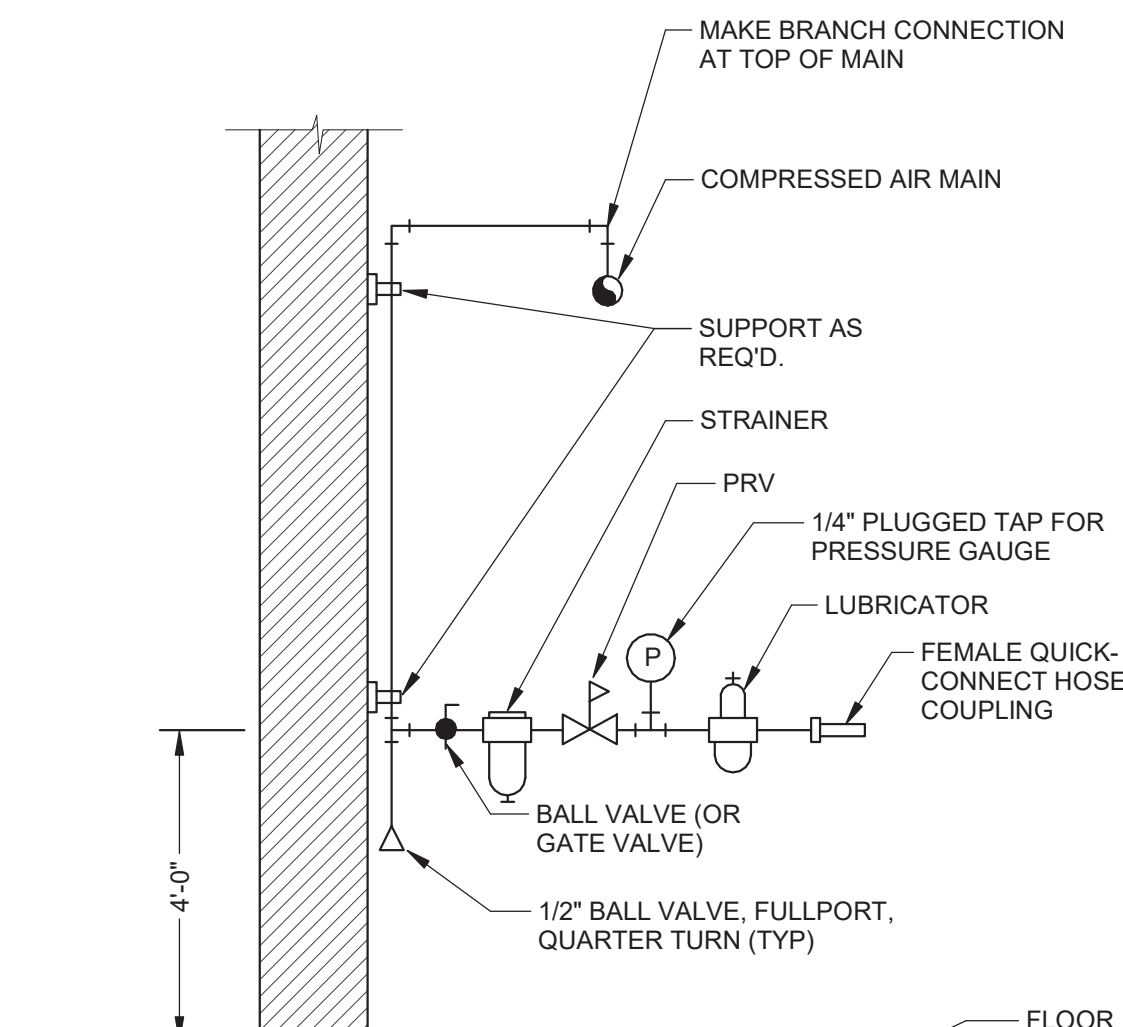 MAKE BRANCH CONNECTION
AT TOP OF MAIN
COMPRESSED AIR MAIN
SUPPORT AS
REQ'D.
STRAINER
PRV
1/4" PLUGGED TAP FOR
PRESSURE GAUGE
LUBRICATOR
P
FEMALE QUICK-
CONNECT HOSE
COUPLING
BALL VALVE (OR
GATE VALVE)
4'-0"
1/2" BALL VALVE, FULLPORT,
QUARTER TURN (TYP)
FLOOR